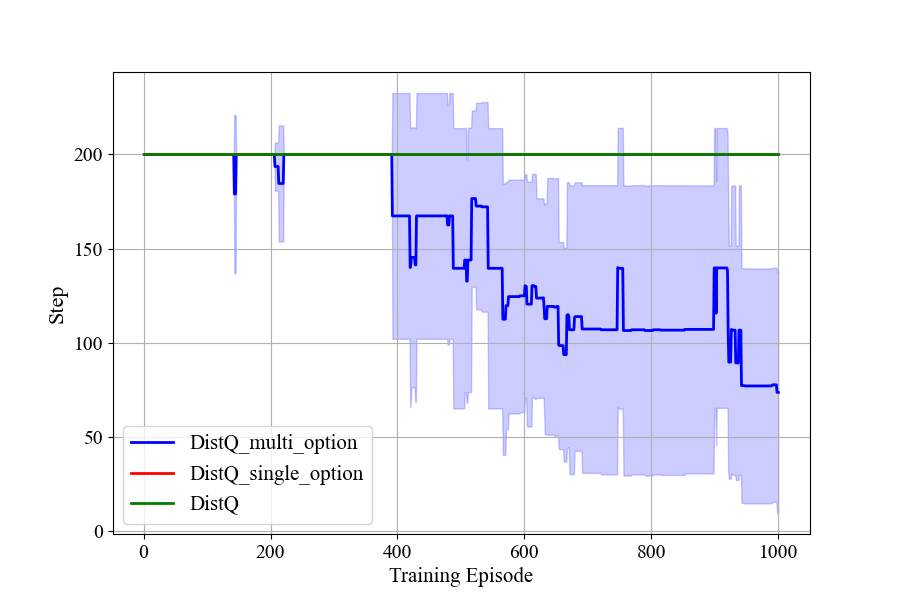 200
150
100
50
0
Step
DistQ_multi_option
DistQ_single_option
DistQ
0 200 400 600 800 1000
Training Episode